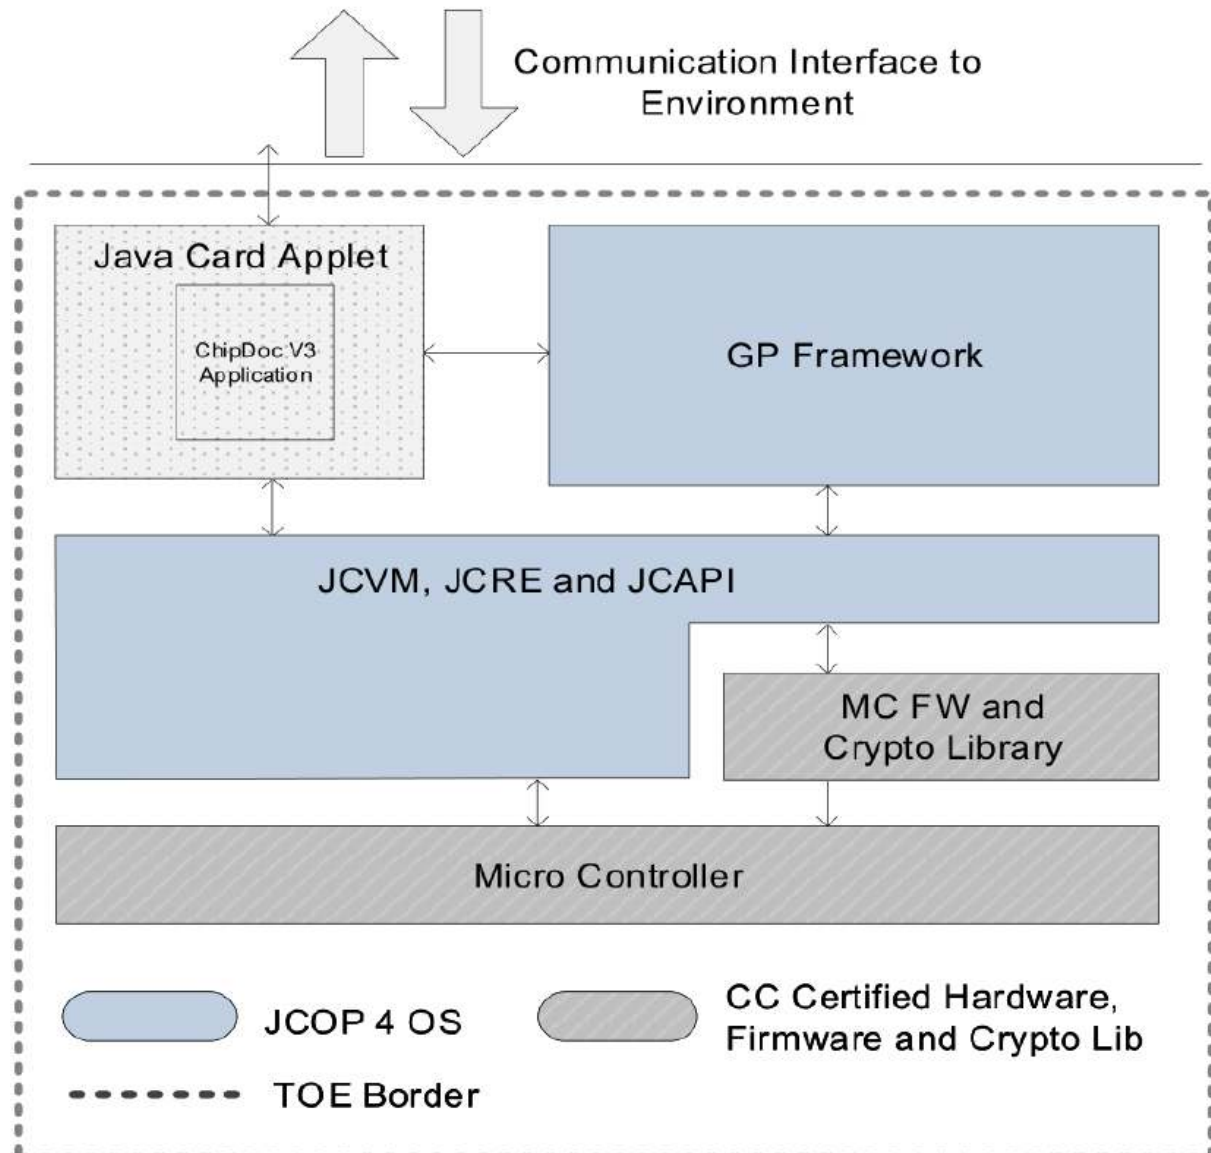 Communication Interface to
Environment
Java Card Applet
ChipDoc V3
Application
GP Framework
JCVM, JCRE and JCAPI
MC FW and
Crypto Library
Micro Controller
JCOP 4 OS
CC Certified Hardware,
Firmware and Crypto Lib
TOE Border